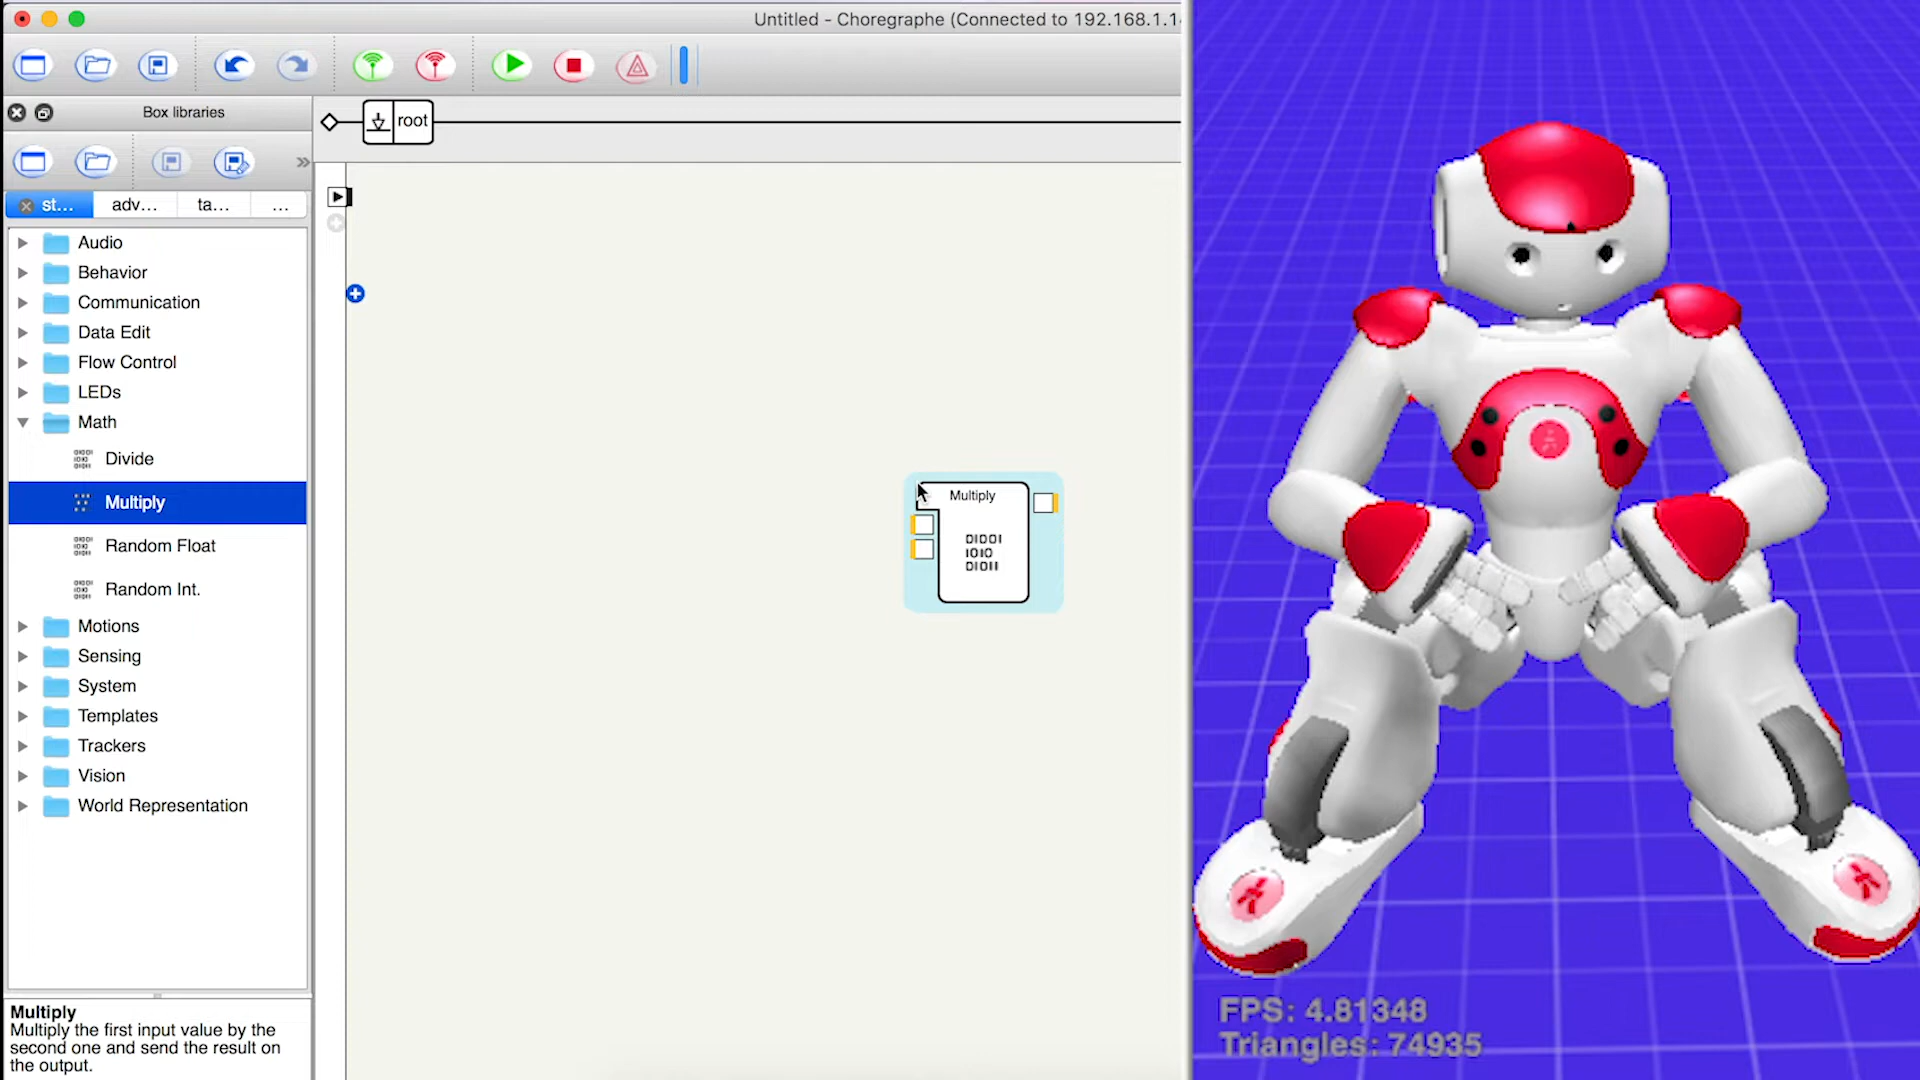 Untitled - Choregraphe (Connected to 192.168.1.1
Box libraries
root
st...
adv...
ta...
...
Audio
Behavior
Communication
Data Edit
Flow Control
LEDs
Math
Divide
Multiply
Random Float
Random Int.
Motions
Sensing
System
Templates
Trackers
Vision
World Representation
Multiply
Multiply the first input value by the
second one and send the result on
the output.
Multiply
01001
1010
01011
FPS: 4.81348
Triangles: 74935